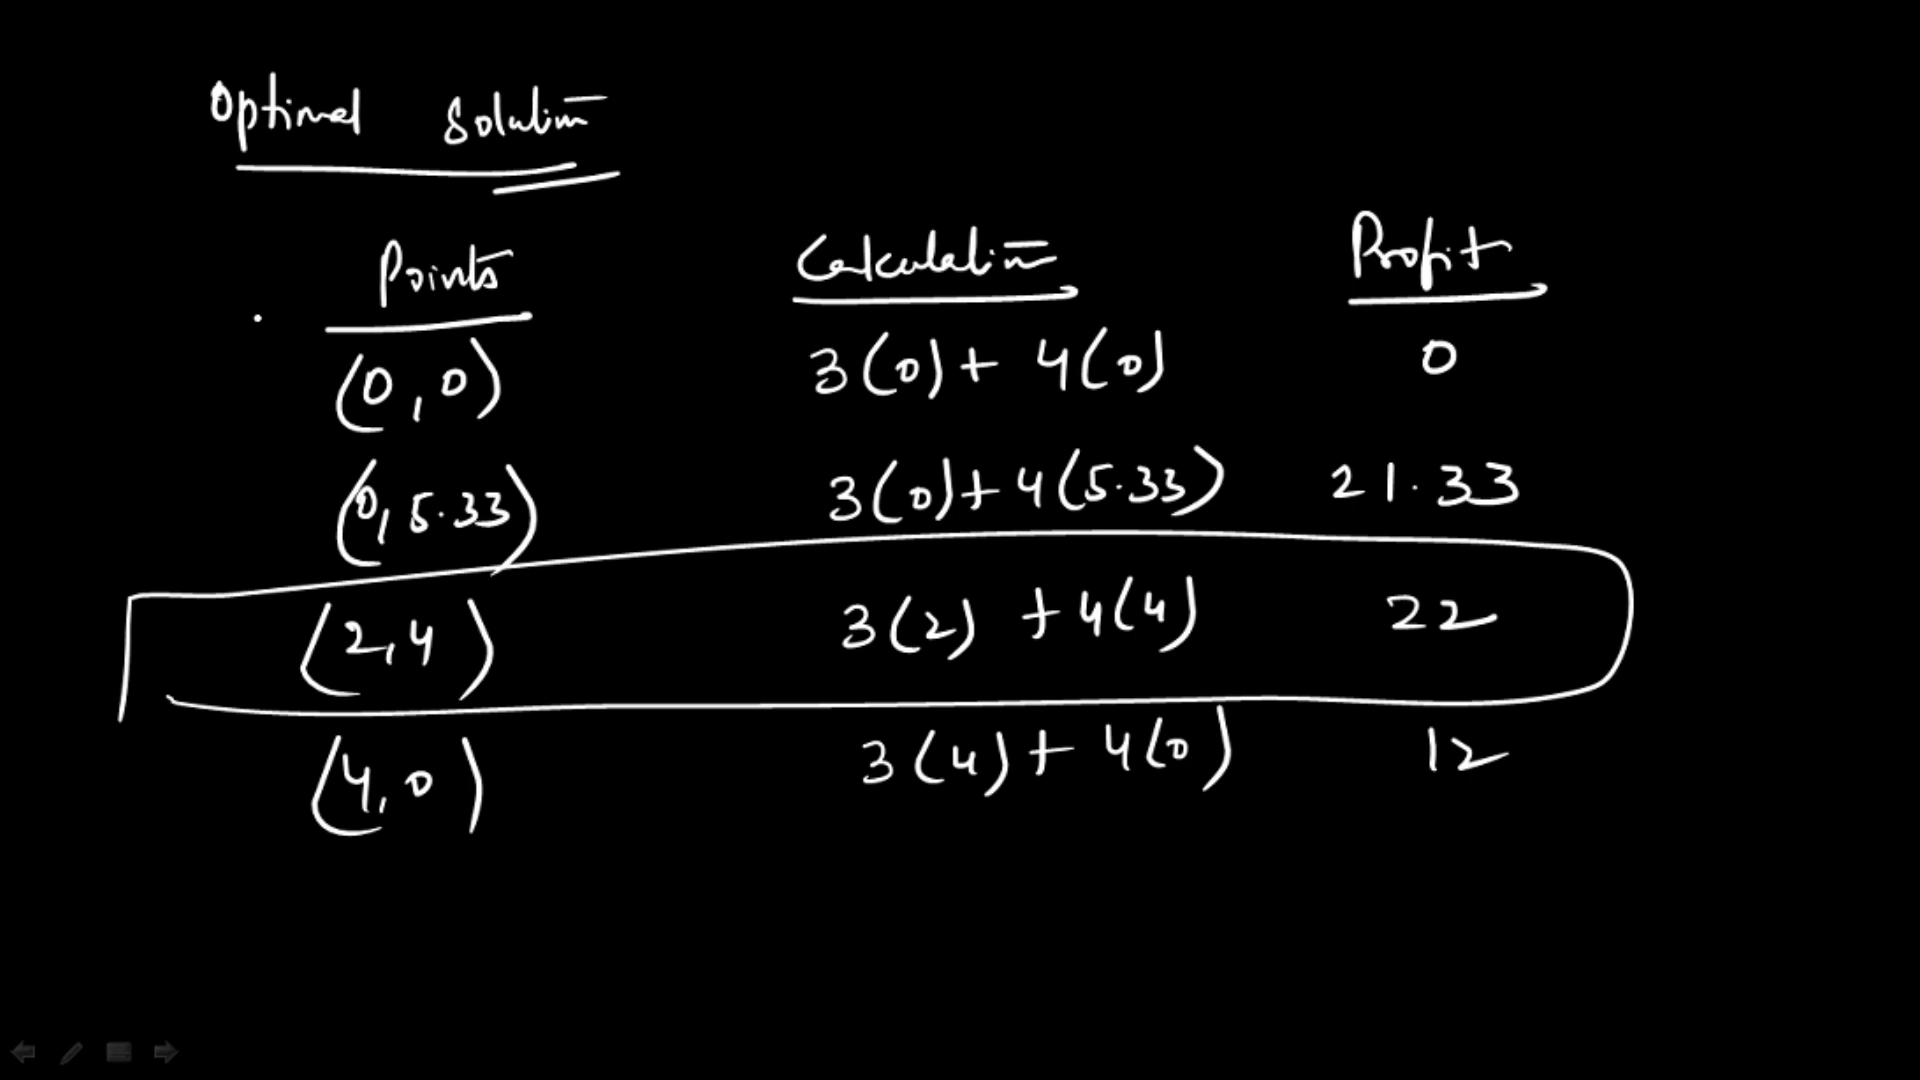 Optimal Solution
Points Calculation Profit
(0,0) 3(0)+ 4(0) 0
(0,5.33) 3(0)+4(5.33) 21.33
(2,4) 3(2) +4(4) 22
(4,0) 3(4)+ 4(0) 12